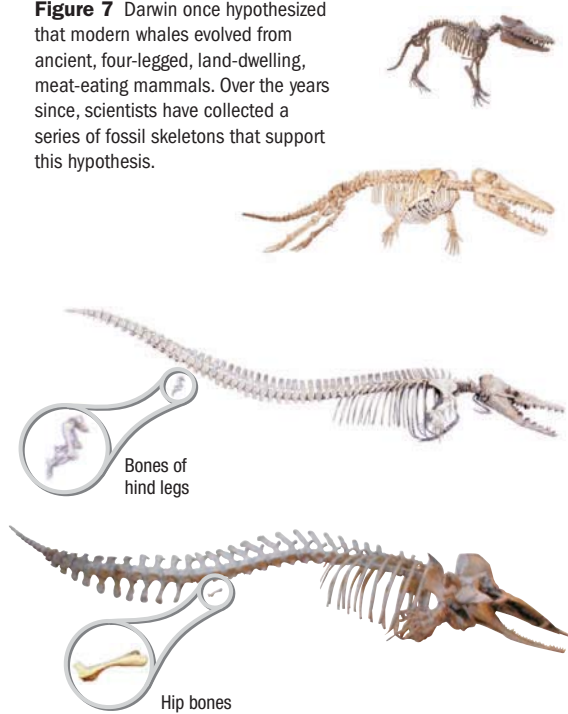 Figure 7 Darwin once hypothesized
that modern whales evolved from
ancient, four-legged, land-dwelling,
meat-eating mammals. Over the years
since, scientists have collected a
series of fossil skeletons that support
this hypothesis.
Bones of
hind legs
Hip bones